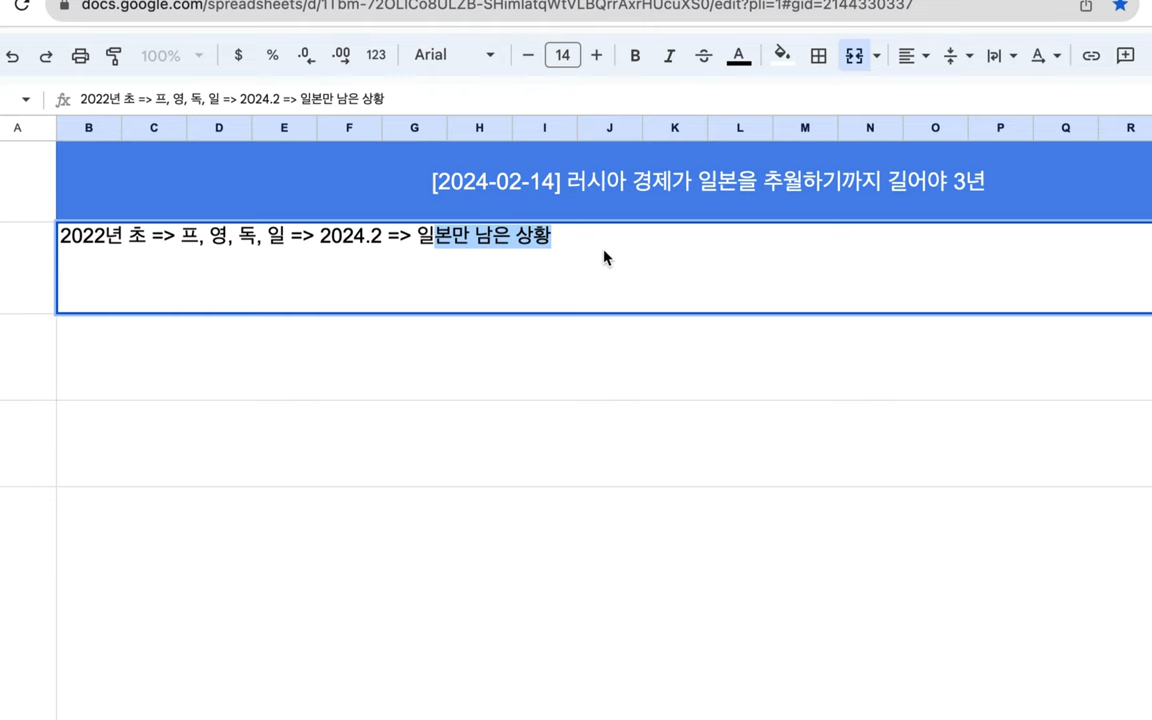 docs.google.com/spreadsheets/d/1Tbm-72OLICo8ULZB-SHimIatqWtVLBQrrAxrHUcuXS0/edit?pli=1#gid=2144330337
100% $ % .0 .00 123 Arial 14 B I S A A
fx 2022년 초 => 프, 영, 독, 일 => 2024.2 => 일본만 남은 상황
A B C D E F G H I J K L M N O P Q R
[2024-02-14] 러시아 경제가 일본을 추월하기까지 길어야 3년
2022년 초 => 프, 영, 독, 일 => 2024.2 => 일본만 남은 상황